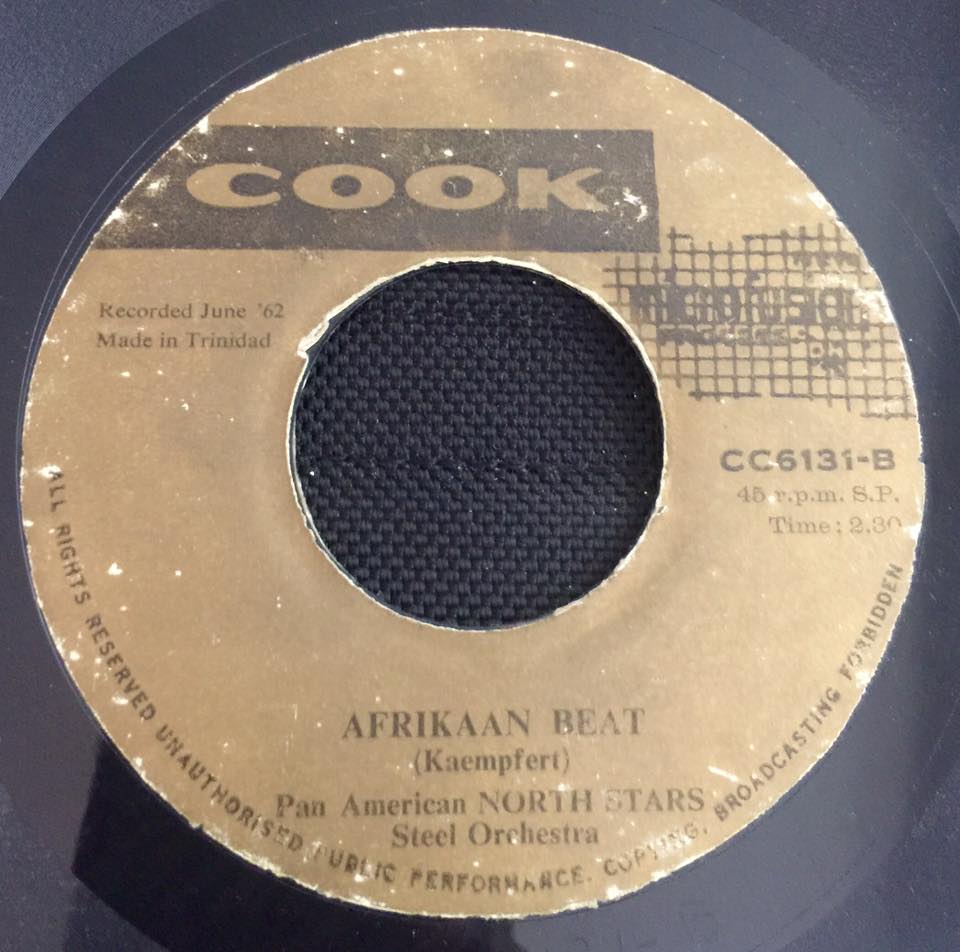 COOK
Recorded June '62
Made in Trinidad
CC6131-B
45 r.p.m. S.P.
Time: 2.30
AFRIKAAN BEAT
(Kaempfert)
Pan American NORTH STARS
Steel Orchestra
ALL RIGHTS RESERVED UNAUTHORISED PUBLIC PERFORMANCE. COPYING. BROADCASTING FORBIDDEN